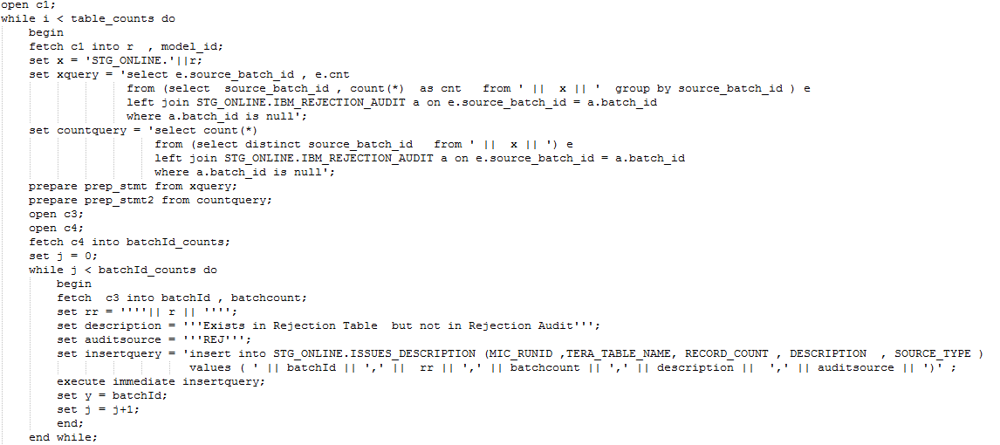 open c1;
while i < table_counts do
    begin
    fetch c1 into r  , model_id;
    set x = 'STG_ONLINE.'||r;
    set xquery = 'select e.source_batch_id , e.cnt
                  from (select  source_batch_id , count(*)  as cnt   from ' ||  x || '  group by source_batch_id ) e
                  left join STG_ONLINE.IBM_REJECTION_AUDIT a on e.source_batch_id = a.batch_id
                  where a.batch_id is null';
    set countquery = 'select count(*)
                      from (select distinct source_batch_id   from ' ||  x || ') e
                      left join STG_ONLINE.IBM_REJECTION_AUDIT a on e.source_batch_id = a.batch_id
                      where a.batch_id is null';
    prepare prep_stmt from xquery;
    prepare prep_stmt2 from countquery;
    open c3;
    open c4;
    fetch c4 into batchId_counts;
    set j = 0;
    while j < batchId_counts do
        begin
        fetch  c3 into batchId , batchcount;
        set rr = ''''|| r || '''';
        set description = '''Exists in Rejection Table  but not in Rejection Audit''';
        set auditsource = '''REJ''';
        set insertquery = 'insert into STG_ONLINE.ISSUES_DESCRIPTION (MIC_RUNID ,TERA_TABLE_NAME, RECORD_COUNT , DESCRIPTION  , SOURCE_TYPE )
                           values ( ' || batchId || ',' ||  rr || ',' || batchcount || ',' || description ||  ',' || auditsource || ')' ;
        execute immediate insertquery;
        set y = batchId;
        set j = j+1;
        end;
    end while;